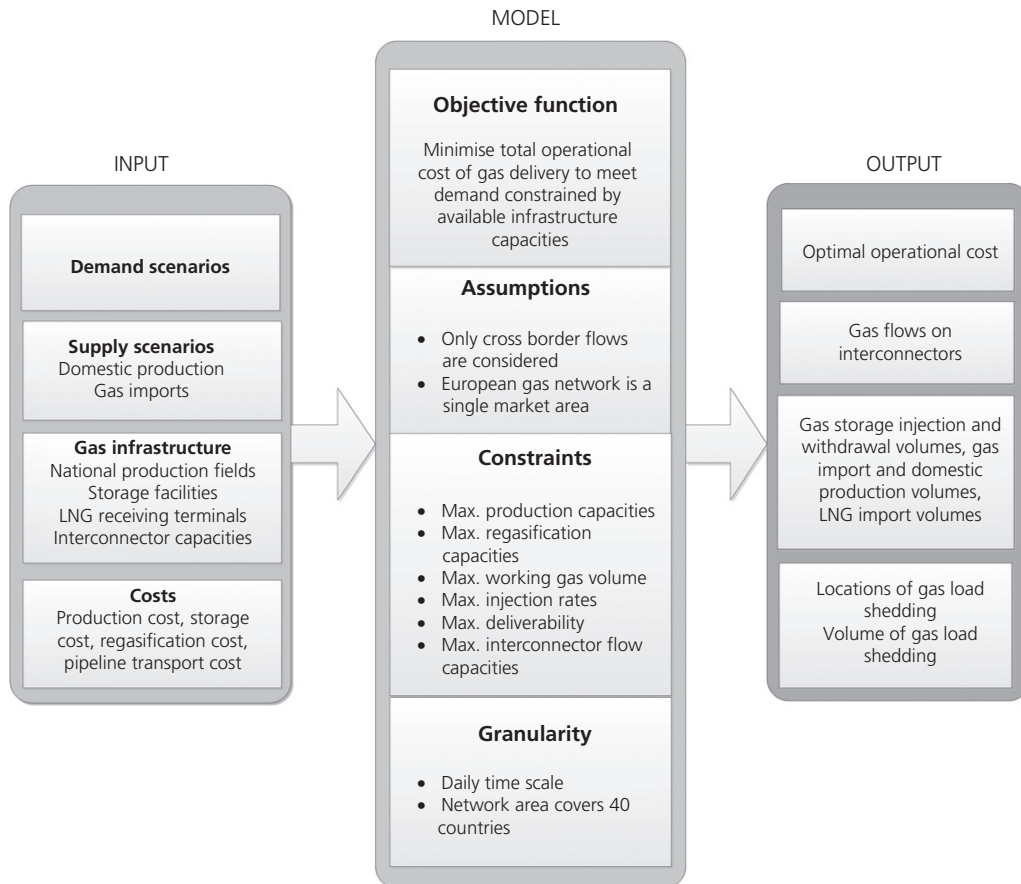 INPUT
Demand scenarios
Supply scenarios
Domestic production
Gas imports
Gas infrastructure
National production fields
Storage facilities
LNG receiving terminals
Interconnector capacities
Costs
Production cost, storage
cost, regasification cost,
pipeline transport cost
MODEL
Objective function
Minimise total operational
cost of gas delivery to meet
demand constrained by
available infrastructure
capacities
Assumptions
• Only cross border flows
are considered
• European gas network is a
single market area
Constraints
• Max. production capacities
• Max. regasification
capacities
• Max. working gas volume
• Max. injection rates
• Max. deliverability
• Max. interconnector flow
capacities
Granularity
• Daily time scale
• Network area covers 40
countries
OUTPUT
Optimal operational cost
Gas flows on
interconnectors
Gas storage injection and
withdrawal volumes, gas
import and domestic
production volumes,
LNG import volumes
Locations of gas load
shedding
Volume of gas load
shedding